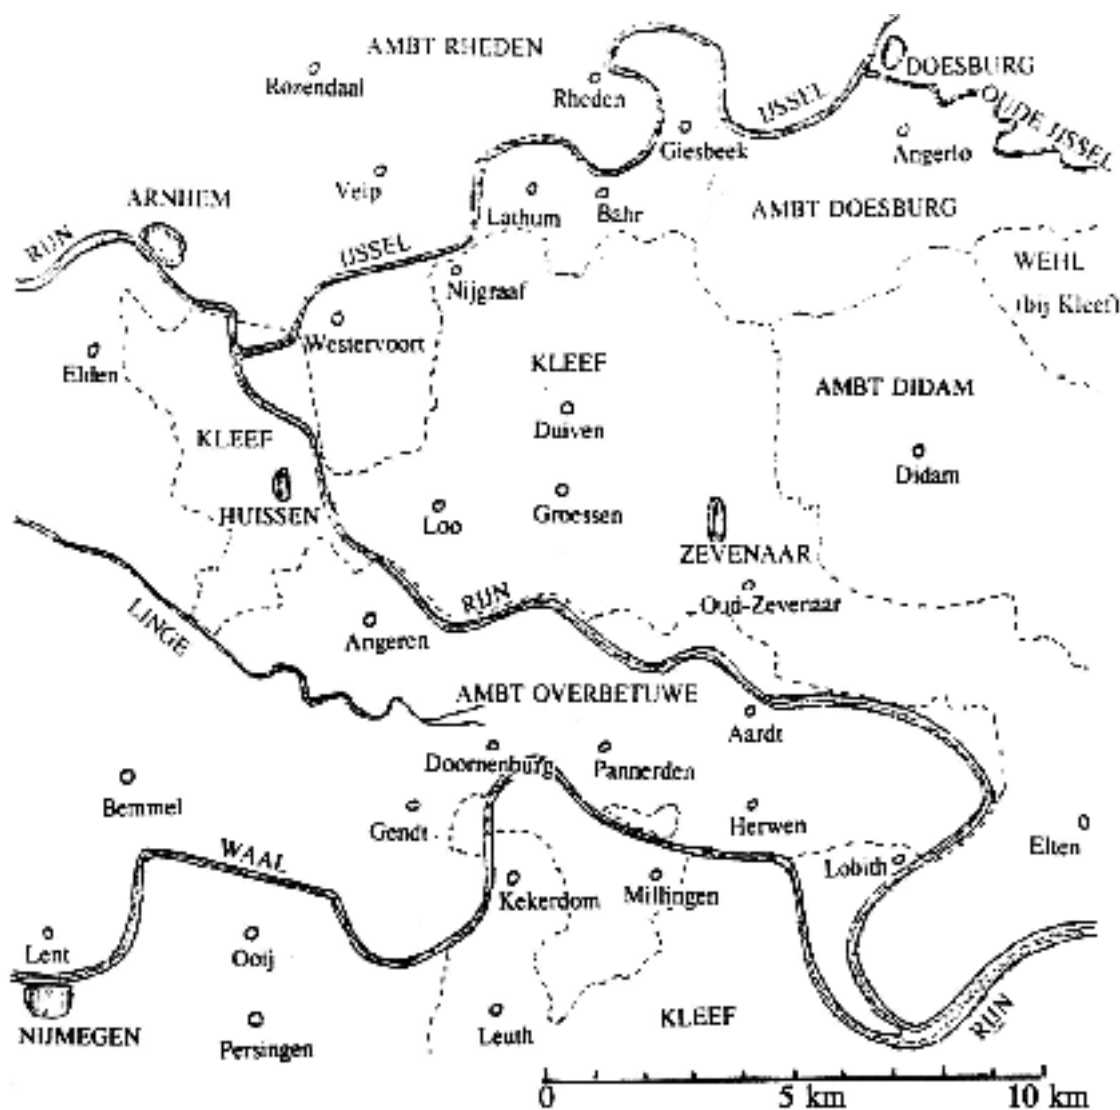 AMBT RHEDEN
Rozendaal
Rheden
IJSSEL
DOESBURG
OUDE IJSSEL
Giesbeek
Angerlo
Velp
ARNHEM
RIJN
Lathum
Bahr
AMBT DOESBURG
IJSSEL
Nijgraaf
WEHL
(bij Kleef)
Westervoort
Elden
KLEEF
AMBT DIDAM
Duiven
KLEEF
Didam
HUISSEN
Loo
Groessen
ZEVENAAR
RIJN
Oud-Zevenaar
LINGE
Angeren
AMBT OVERBETUWE
Aardt
Doornenburg
Pannerden
Bemmel
Gendt
Herwen
Elten
WAAL
Lobith
Kekerdom
Millingen
Lent
Ooij
NIJMEGEN
Persingen
Leuth
KLEEF
RIJN
0 5 km 10 km